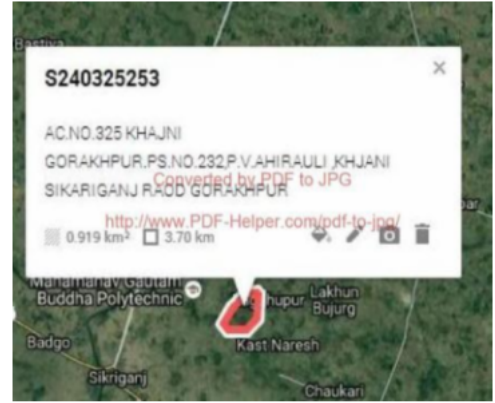 Bastiya
S240325253
AC.NO.325 KHAJNI
GORAKHPUR.PS.NO.232,P.V.AHIRAULI ,KHJANI
SIKARIGANJ RAOD GORAKHPUR
Converted by PDF to JPG
http://www.PDF-Helper.com/pdf-to-jpg/
0.919 km² 3.70 km
Mahamanav Gautam
Buddha Polytechnic
hupur
Lakhun
Bujurg
Badgo
Kast Naresh
Sikriganj
Chaukari